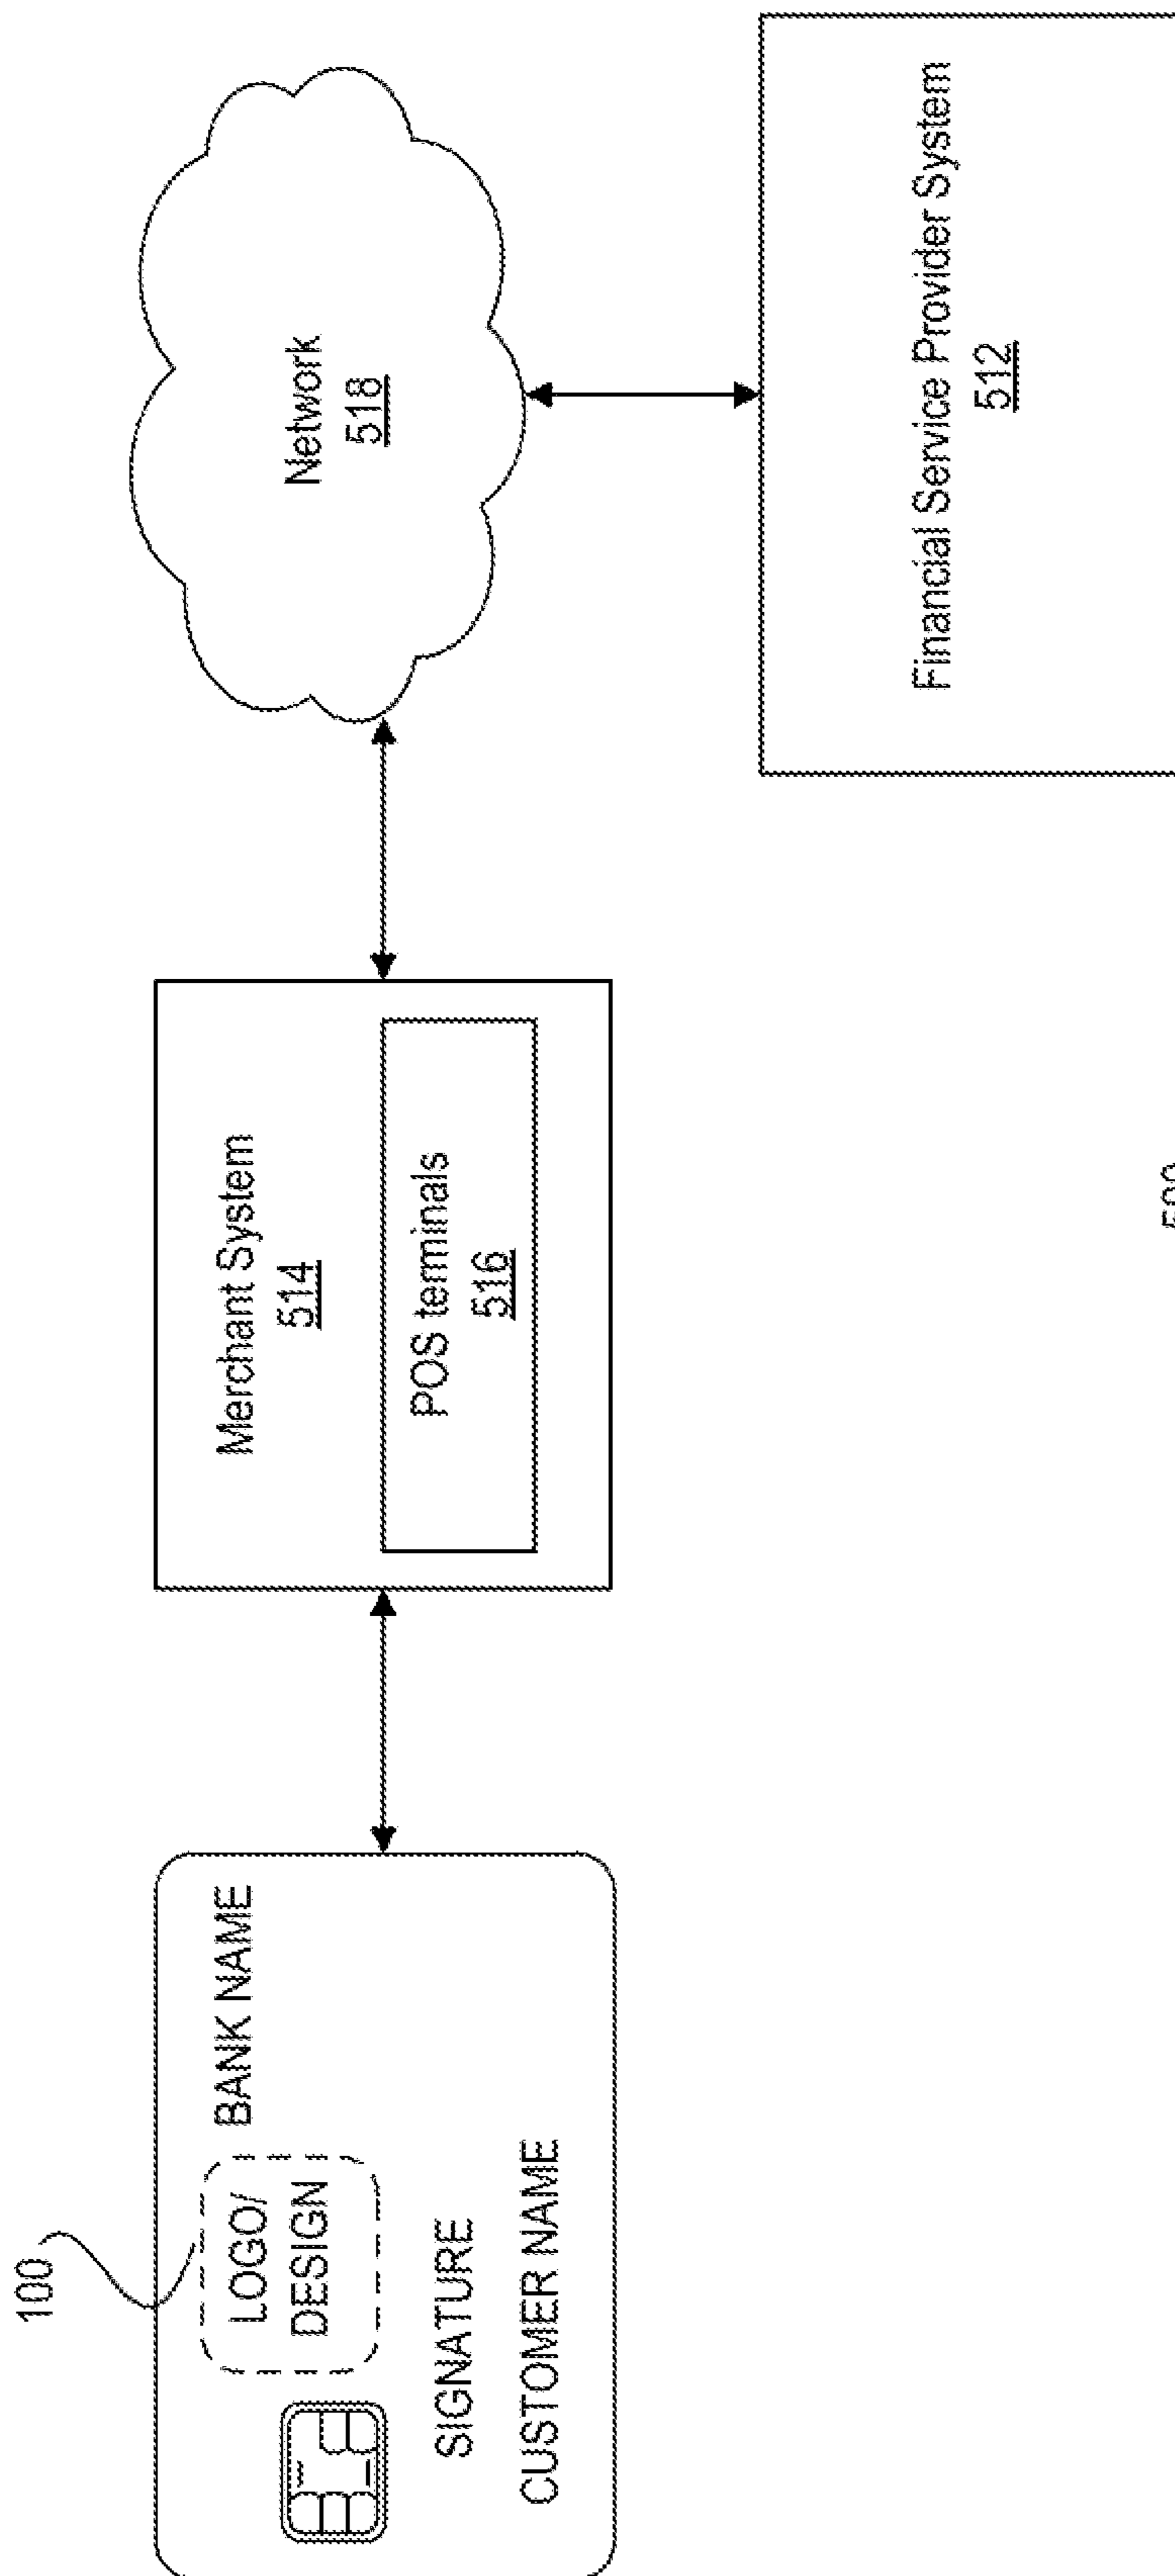 100
LOGO/
DESIGN
BANK NAME
SIGNATURE
CUSTOMER NAME
Merchant System
514
POS terminals
516
Network
518
Financial Service Provider System
512